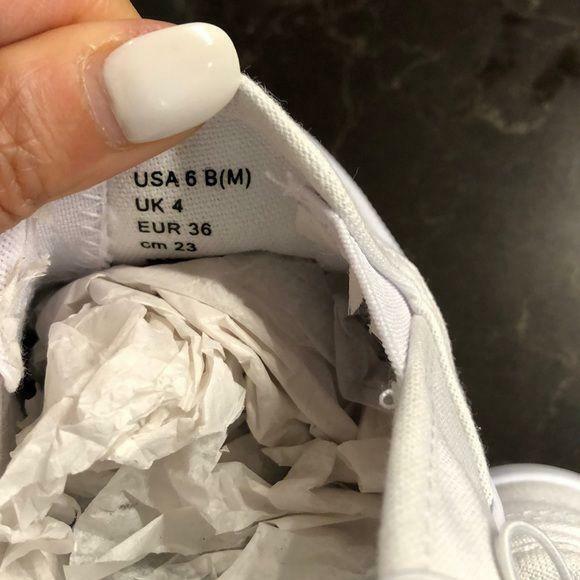 USA 6 B(M)
UK 4
EUR 36
cm 23